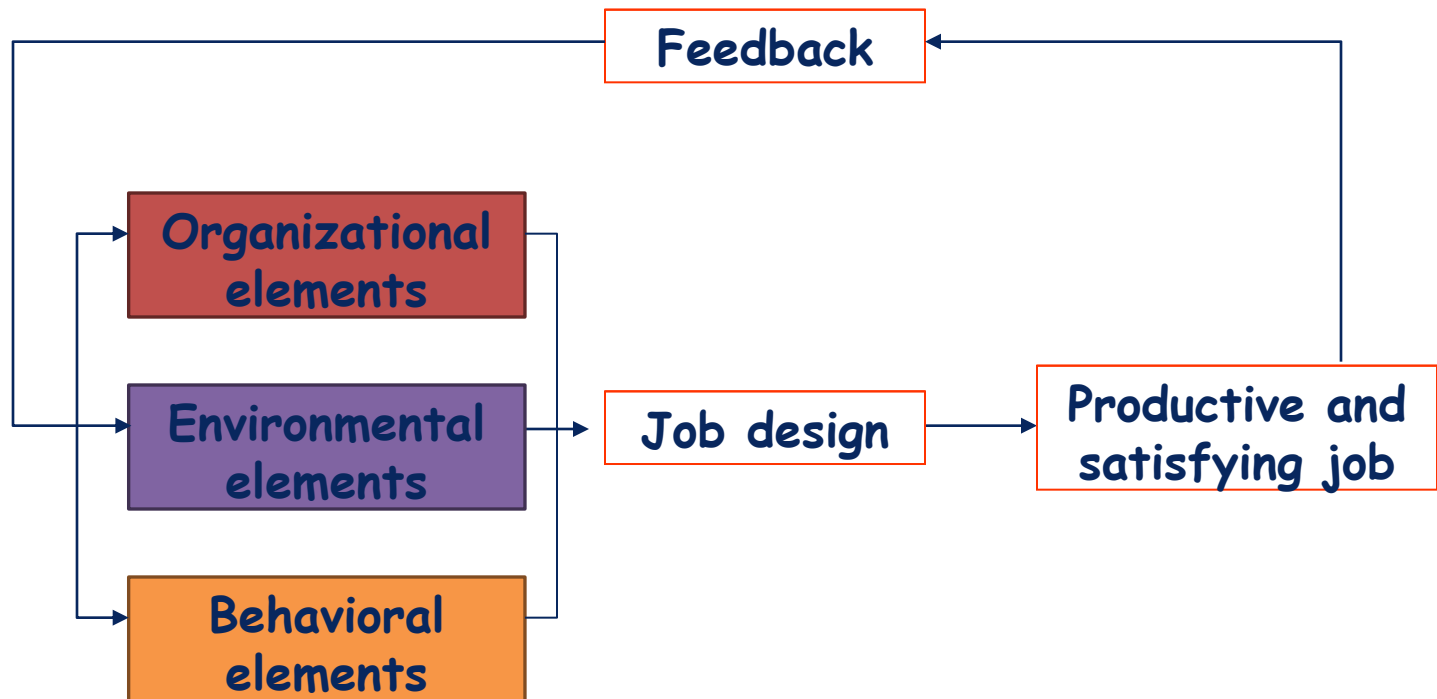 Feedback
Organizational
elements
Environmental
elements
Behavioral
elements
Job design
Productive and
satisfying job